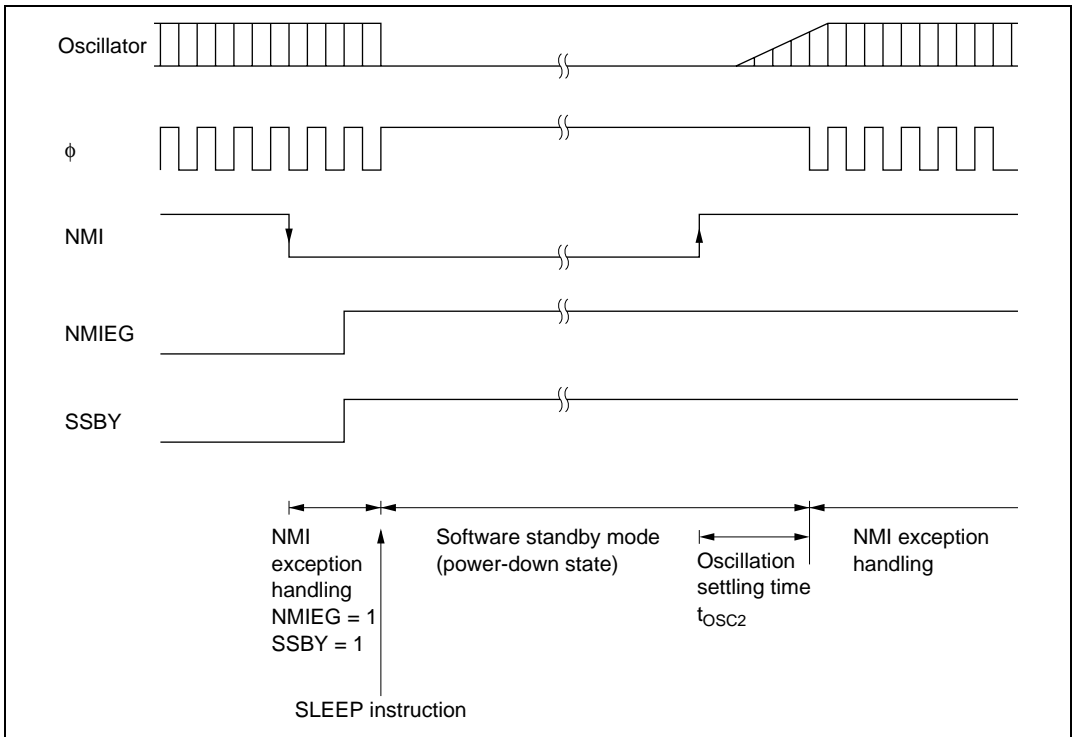 Oscillator
φ
NMI
NMIEG
SSBY
NMI
exception
handling
NMIEG = 1
SSBY = 1
Software standby mode
(power-down state)
Oscillation
settling time
tOSC2
NMI exception
handling
SLEEP instruction